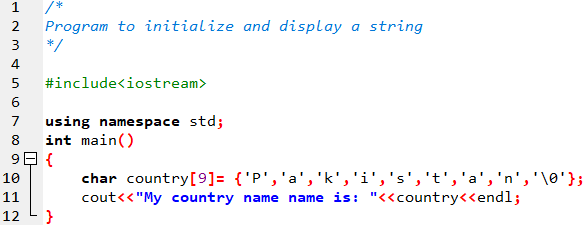 1 /*
2 Program to initialize and display a string
3 */
4
5 #include<iostream>
6
7 using namespace std;
8 int main()
9 {
10 char country[9]= {'P','a','k','i','s','t','a','n','\0'};
11 cout<<"My country name name is: "<<country<<endl;
12 }